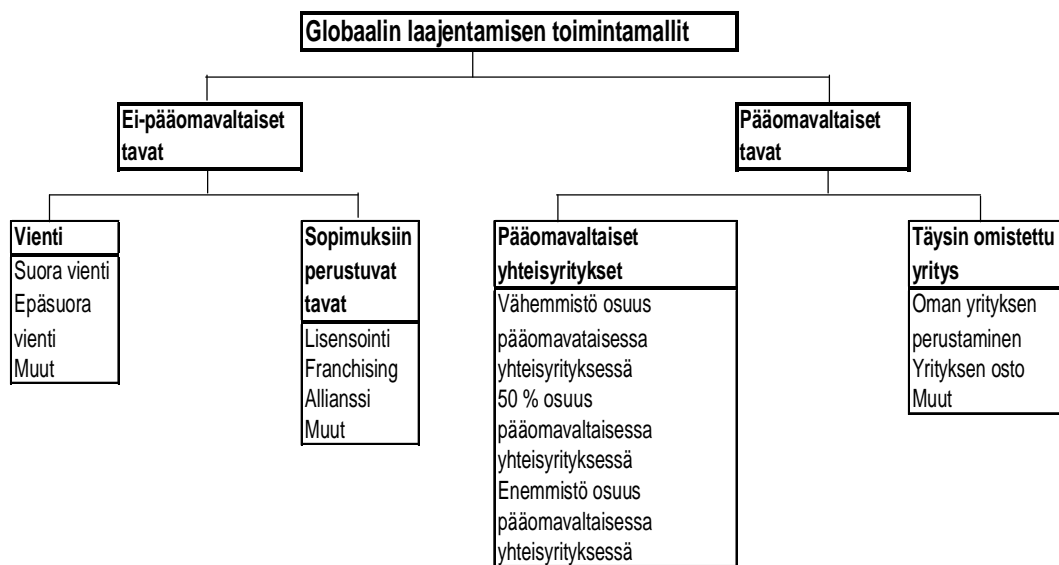 Globaalin laajentamisen toimintamallit
Ei-pääomavaltaiset
tavat
Pääomavaltaiset
tavat
Vienti
Suora vienti
Epäsuora
vienti
Muut
Sopimuksiin
perustuvat
tavat
Lisensointi
Franchising
Allianssi
Muut
Pääomavaltaiset
yhteisyritykset
Vähemmistö osuus
pääomavataisessa
yhteisyrityksessä
50 % osuus
pääomavaltaisessa
yhteisyrityksessä
Enemmistö osuus
pääomavaltaisessa
yhteisyrityksessä
Täysin omistettu
yritys
Oman yrityksen
perustaminen
Yrityksen osto
Muut